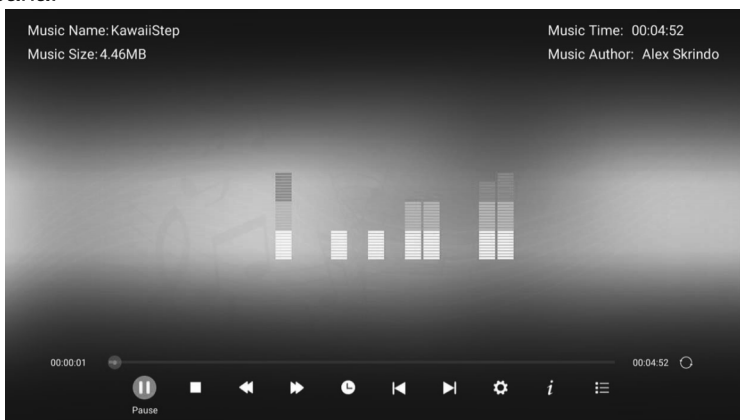 Music Name: KawaiiStep
Music Size: 4.46MB
Music Time: 00:04:52
Music Author: Alex Skrindo
00:00:01
00:04:52
Pause